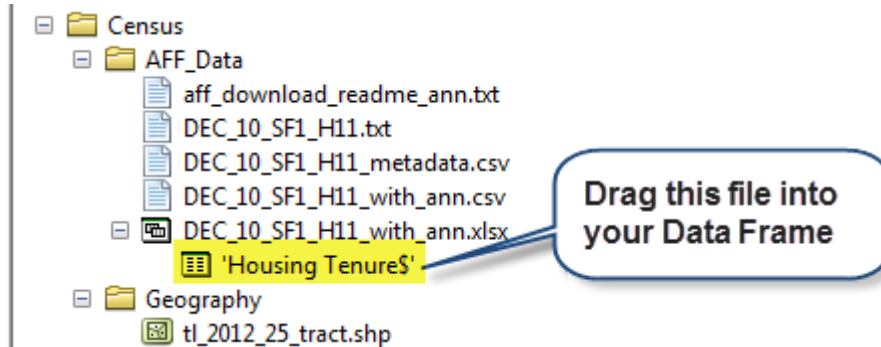 Census
AFF_Data
aff_download_readme_ann.txt
DEC_10_SF1_H11.txt
DEC_10_SF1_H11_metadata.csv
DEC_10_SF1_H11_with_ann.csv
DEC_10_SF1_H11_with_ann.xlsx
'Housing Tenure$'
Geography
tl_2012_25_tract.shp
Drag this file into
your Data Frame